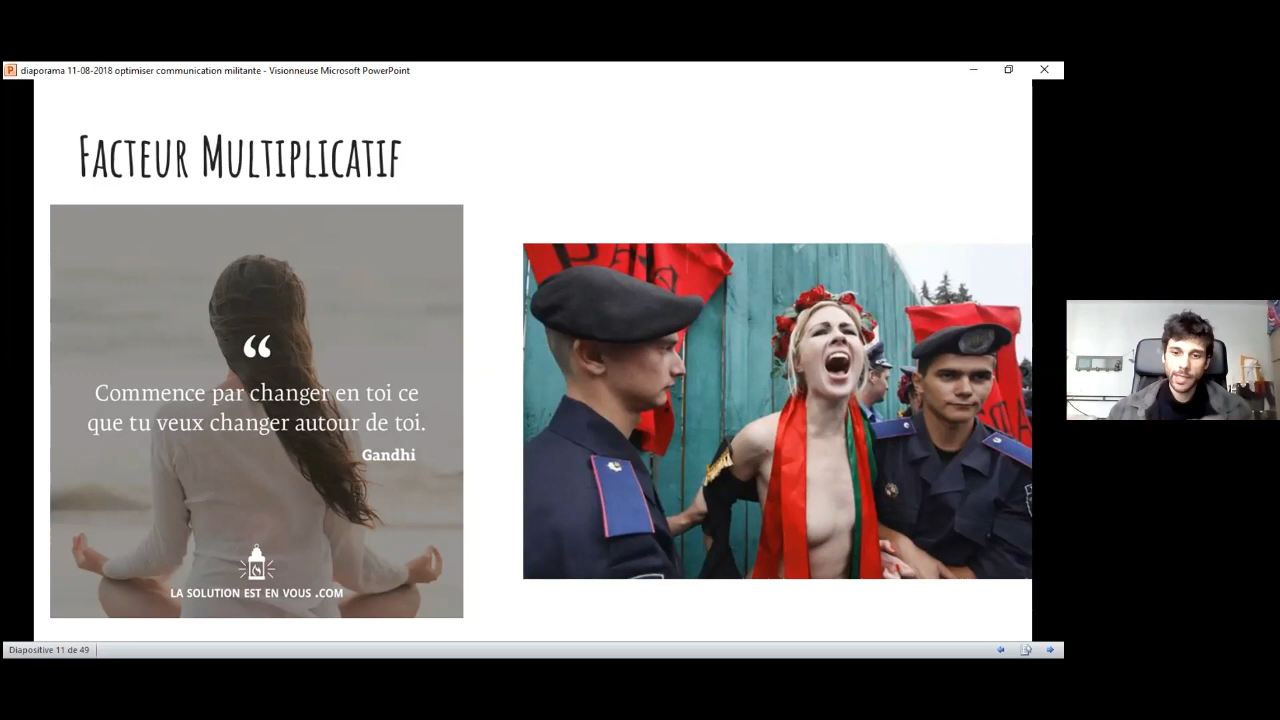 diaporama 11-08-2018 optimiser communication militante - Visionneuse Microsoft PowerPoint
Facteur Multiplicatif
“
Commence par changer en toi ce
que tu veux changer autour de toi.
Gandhi
LA SOLUTION EST EN VOUS .COM
Diapositive 11 de 49